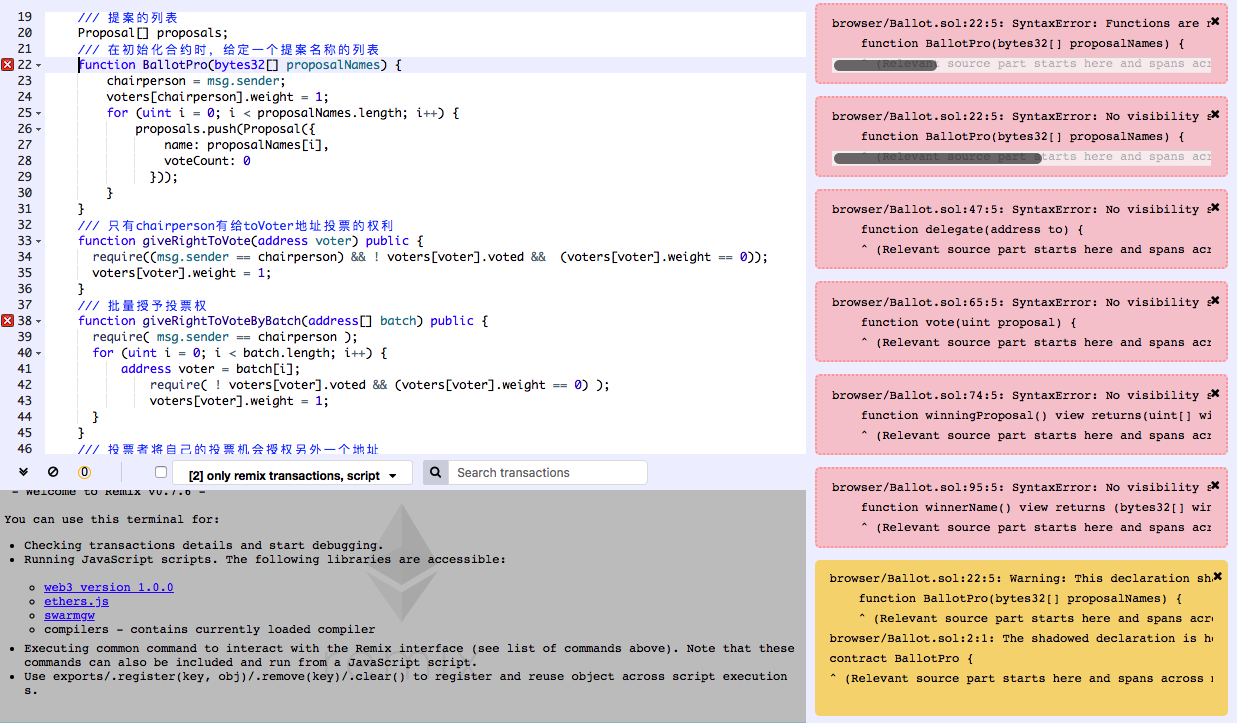 19 /// 提案的列表
20 Proposal[] proposals;
21 /// 在初始化合约时，给定一个提案名称的列表
22 function BallotPro(bytes32[] proposalNames) {
23 chairperson = msg.sender;
24 voters[chairperson].weight = 1;
25 for (uint i = 0; i < proposalNames.length; i++) {
26 proposals.push(Proposal({
27 name: proposalNames[i],
28 voteCount: 0
29 }));
30 }
31 }
32 /// 只有chairperson有给toVoter地址投票的权利
33 function giveRightToVote(address voter) public {
34 require((msg.sender == chairperson) && ! voters[voter].voted && (voters[voter].weight == 0));
35 voters[voter].weight = 1;
36 }
37 /// 批量授予投票权
38 function giveRightToVoteByBatch(address[] batch) public {
39 require( msg.sender == chairperson );
40 for (uint i = 0; i < batch.length; i++) {
41 address voter = batch[i];
42 require( ! voters[voter].voted && (voters[voter].weight == 0) );
43 voters[voter].weight = 1;
44 }
45 }
46 /// 投票者将自己的投票机会授权另外一个地址
0
[2] only remix transactions, script
Search transactions
- Welcome to Remix v0.7.6 -
You can use this terminal for:
• Checking transactions details and start debugging.
• Running JavaScript scripts. The following libraries are accessible:
web3 version 1.0.0
ethers.js
swarmgw
compilers - contains currently loaded compiler
• Executing common command to interact with the Remix interface (see list of commands above). Note that these
commands can also be included and run from a JavaScript script.
• Use exports/.register(key, obj)/.remove(key)/.clear() to register and reuse object across script execution
s.
browser/Ballot.sol:22:5: SyntaxError: Functions are
function BallotPro(bytes32[] proposalNames) {
^ (Relevant source part starts here and spans acr
browser/Ballot.sol:22:5: SyntaxError: No visibility s
function BallotPro(bytes32[] proposalNames) {
^ (Relevant source part starts here and spans acr
browser/Ballot.sol:47:5: SyntaxError: No visibility s
function delegate(address to) {
^ (Relevant source part starts here and spans acr
browser/Ballot.sol:65:5: SyntaxError: No visibility s
function vote(uint proposal) {
^ (Relevant source part starts here and spans acr
browser/Ballot.sol:74:5: SyntaxError: No visibility s
function winningProposal() view returns(uint[] wi
^ (Relevant source part starts here and spans acr
browser/Ballot.sol:95:5: SyntaxError: No visibility s
function winnerName() view returns (bytes32[] win
^ (Relevant source part starts here and spans acr
browser/Ballot.sol:22:5: Warning: This declaration sh
function BallotPro(bytes32[] proposalNames) {
^ (Relevant source part starts here and spans acr
browser/Ballot.sol:2:1: The shadowed declaration is he
contract BallotPro {
^ (Relevant source part starts here and spans across